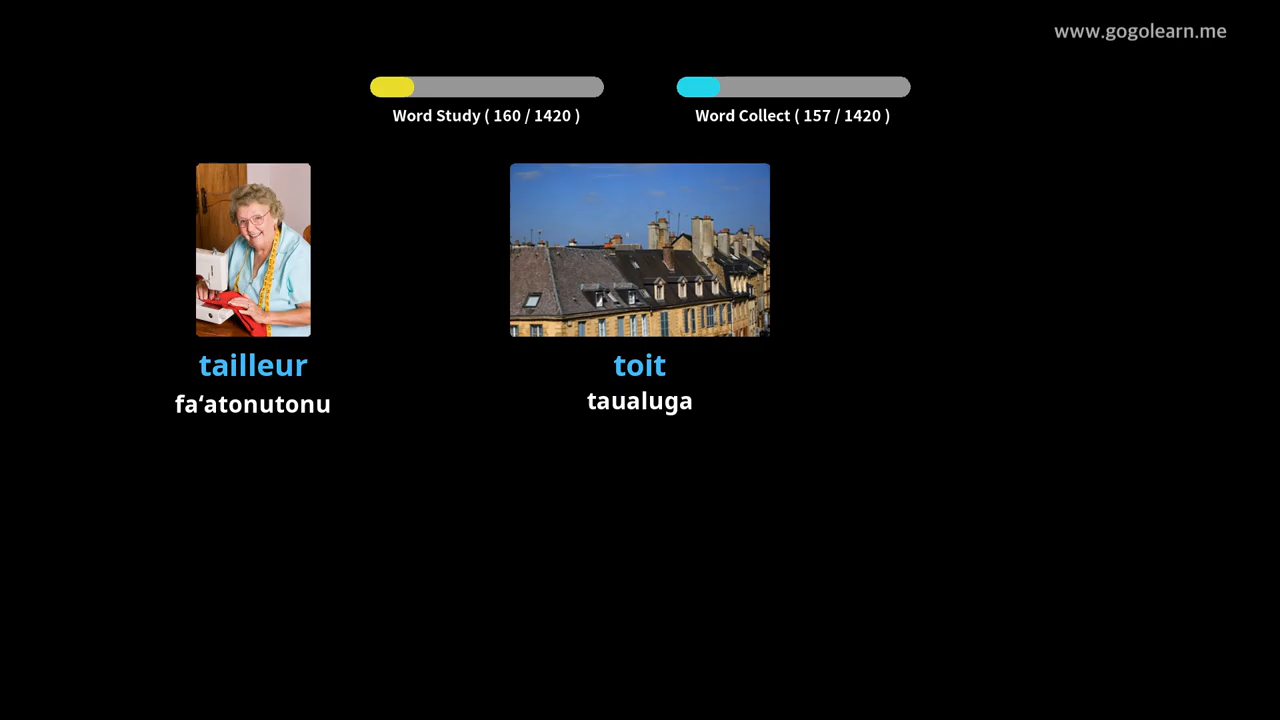 www.gogolearn.me
Word Study ( 160 / 1420 )
Word Collect ( 157 / 1420 )
tailleur
faʻatonutonu
toit
taualuga